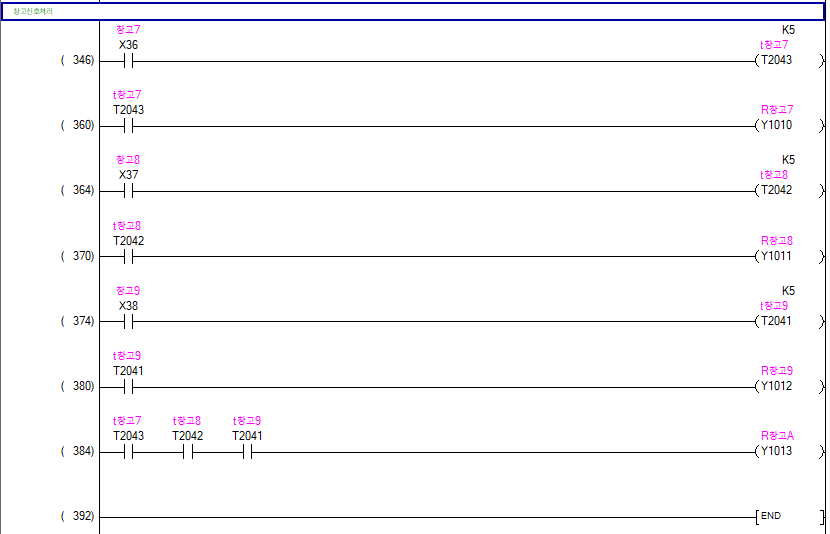 창고신호처리
창고7 K5
X36 t창고7
( 346) T2043
t창고7
T2043 R창고7
( 360) Y1010
창고8 K5
X37 t창고8
( 364) T2042
t창고8
T2042 R창고8
( 370) Y1011
창고9 K5
X38 t창고9
( 374) T2041
t창고9
T2041 R창고9
( 380) Y1012
t창고7 t창고8 t창고9
T2043 T2042 T2041 R창고A
( 384) Y1013
( 392) END